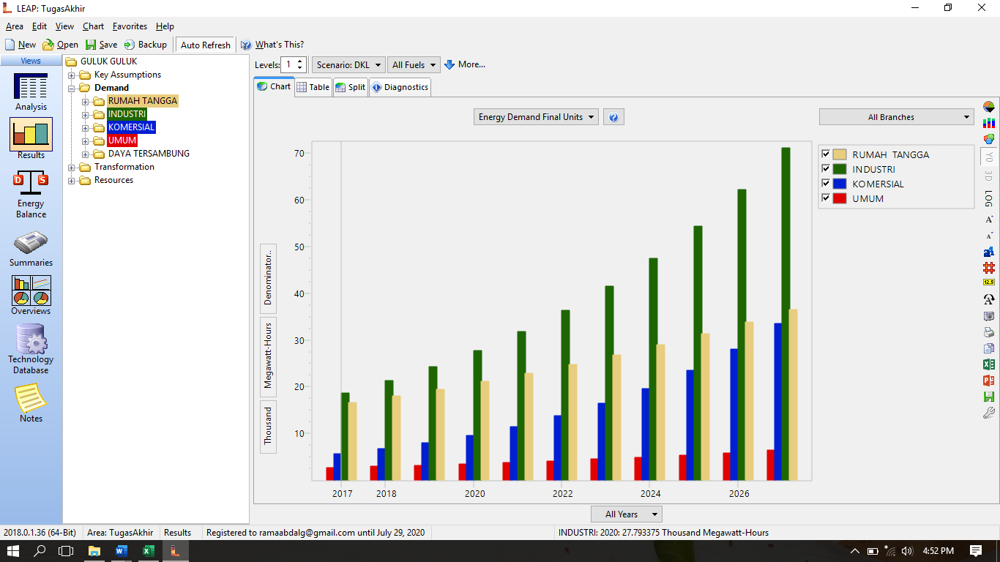 LEAP: TugasAkhir
Area Edit View Chart Favorites Help
New Open Save Backup Auto Refresh What's This?
Views
Analysis
Results
Energy
Balance
Summaries
Overviews
Technology
Database
Notes
GULUK GULUK
Key Assumptions
Demand
RUMAH TANGGA
INDUSTRI
KOMERSIAL
UMUM
DAYA TERSAMBUNG
Transformation
Resources
Levels: 1 Scenario: DKL All Fuels More...
Chart Table Split Diagnostics
Energy Demand Final Units
All Branches
Denominator..
Megawatt-Hours
Thousand
70
60
50
40
30
20
10
2017 2018 2020 2022 2024 2026
RUMAH TANGGA
INDUSTRI
KOMERSIAL
UMUM
Y0
3D
LOG
A
A
12.5
All Years
2018.0.1.36 (64-Bit) Area: TugasAkhir Results Registered to ramaabdalg@gmail.com until July 29, 2020 INDUSTRI: 2020: 27.793375 Thousand Megawatt-Hours
4:52 PM